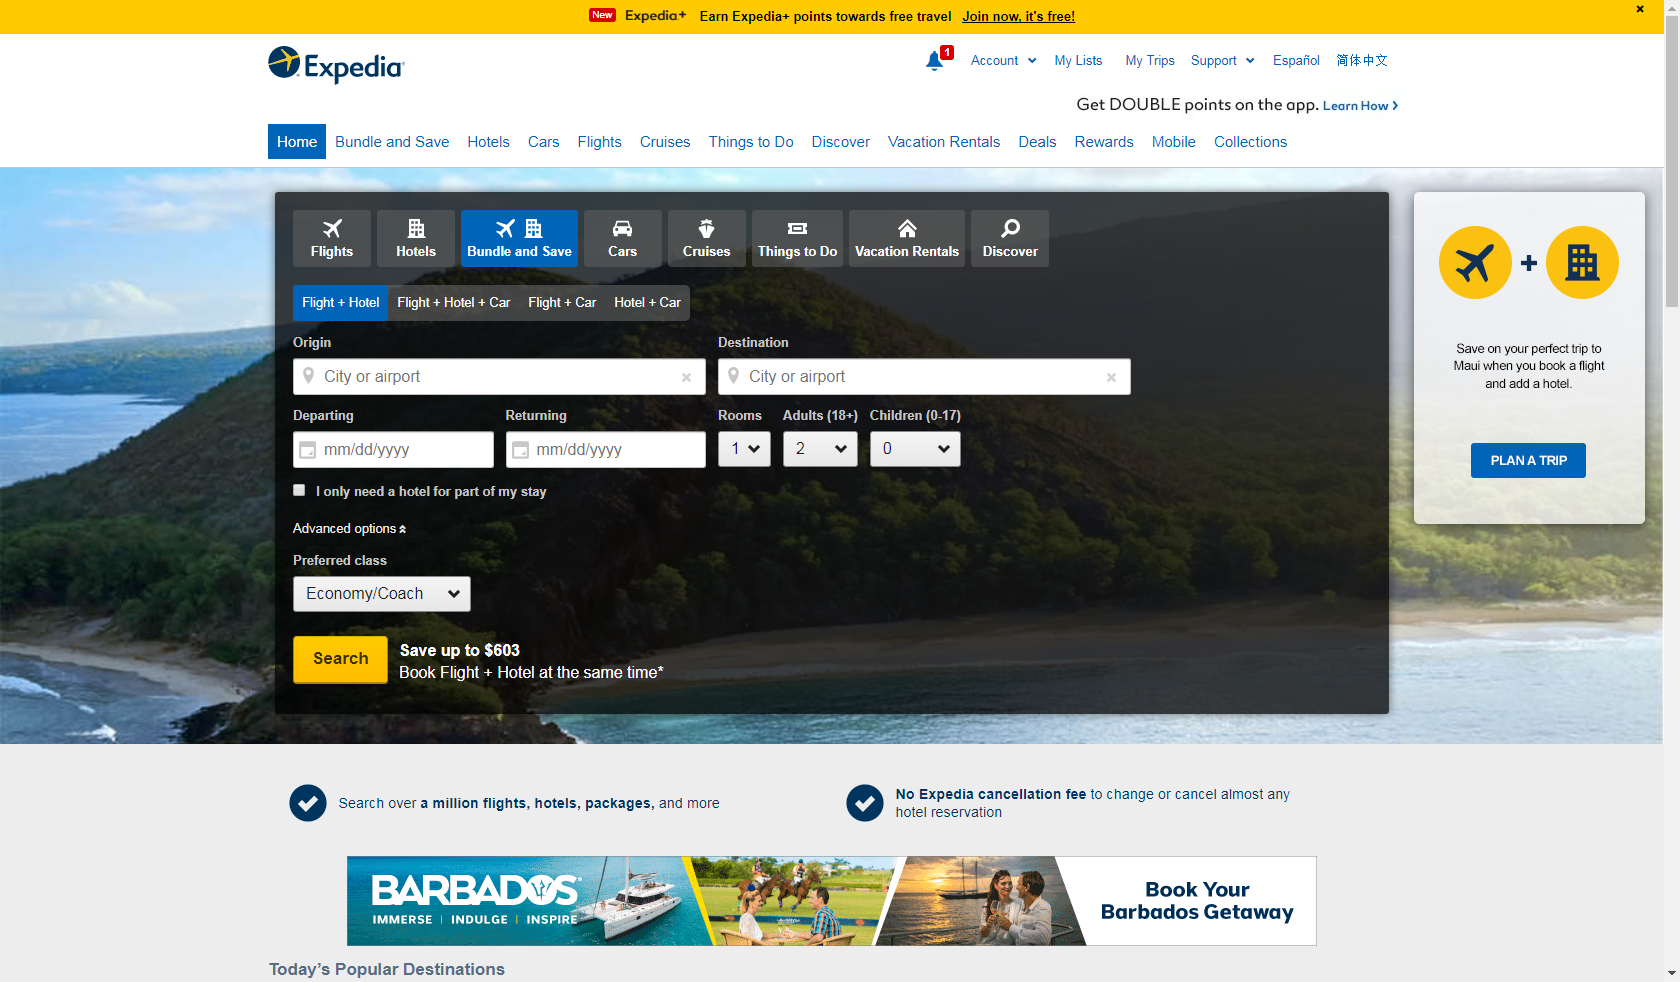 New Expedia+ Earn Expedia+ points towards free travel Join now, it's free!
Expedia
1 Account My Lists My Trips Support Español 简体中文
Get DOUBLE points on the app. Learn How
Home Bundle and Save Hotels Cars Flights Cruises Things to Do Discover Vacation Rentals Deals Rewards Mobile Collections
Flights Hotels Bundle and Save Cars Cruises Things to Do Vacation Rentals Discover
Flight + Hotel Flight + Hotel + Car Flight + Car Hotel + Car
Origin Destination
City or airport City or airport
Departing Returning Rooms Adults (18+) Children (0-17)
mm/dd/yyyy mm/dd/yyyy 1 2 0
I only need a hotel for part of my stay
Advanced options
Preferred class
Economy/Coach
Search
Save up to $603
Book Flight + Hotel at the same time*
Save on your perfect trip to
Maui when you book a flight
and add a hotel.
PLAN A TRIP
Search over a million flights, hotels, packages, and more
No Expedia cancellation fee to change or cancel almost any
hotel reservation
BARBADOS
IMMERSE | INDULGE | INSPIRE
Book Your
Barbados Getaway
Today's Popular Destinations